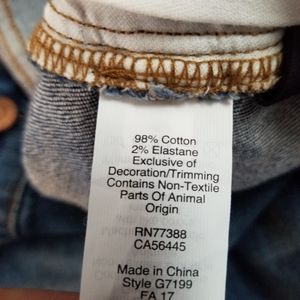 98% Cotton
2% Elastane
Exclusive of
Decoration/Trimming
Contains Non-Textile
Parts Of Animal
Origin
RN77388
CA56445
Made in China
Style G7199
FA 17